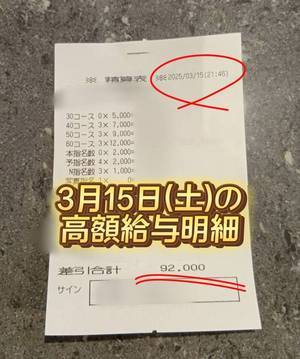 ※ 精算表 2025/03/15(21:46)
30コース 0× 5,000=
40コース 3× 7,000=
50コース 3× 9,000=
60コース 3×12,000=
本指名数 0× 2,000=
予指名数 4× 2,000=
N指名数 3× 1,000=
3月15日(土)の
高額給与明細
差引合計 92,000
サイン